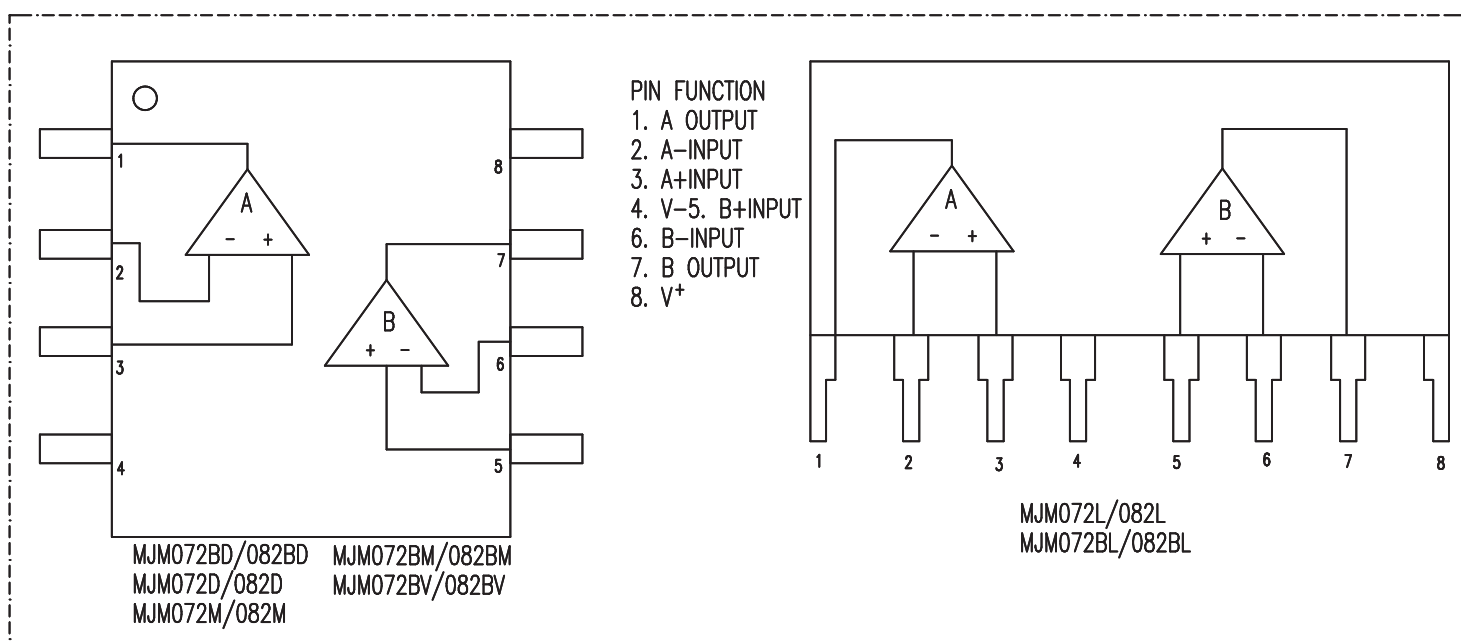 1
2
3
4
8
7
6
5
A
- +
B
+ -
MJM072BD/082BD MJM072BM/082BM
MJM072D/082D MJM072BV/082BV
MJM072M/082M
PIN FUNCTION
1. A OUTPUT
2. A-INPUT
3. A+INPUT
4. V-5. B+INPUT
6. B-INPUT
7. B OUTPUT
8. V+
A
- +
B
+ -
1 2 3 4 5 6 7 8
MJM072L/082L
MJM072BL/082BL